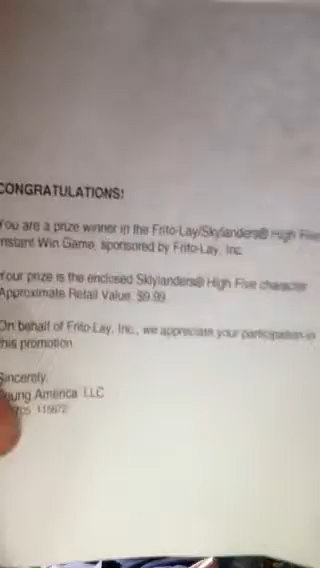 CONGRATULATIONS!
You are a prize winner in the Frito-Lay/Skylanders® High Five
Instant Win Game, sponsored by Frito-Lay, Inc.
Your prize is the enclosed Sklylanders® High Five character
Approximate Retail Value: $9.99
On behalf of Frito-Lay, Inc., we appreciate your participation in
this promotion.
Sincerely,
Young America LLC